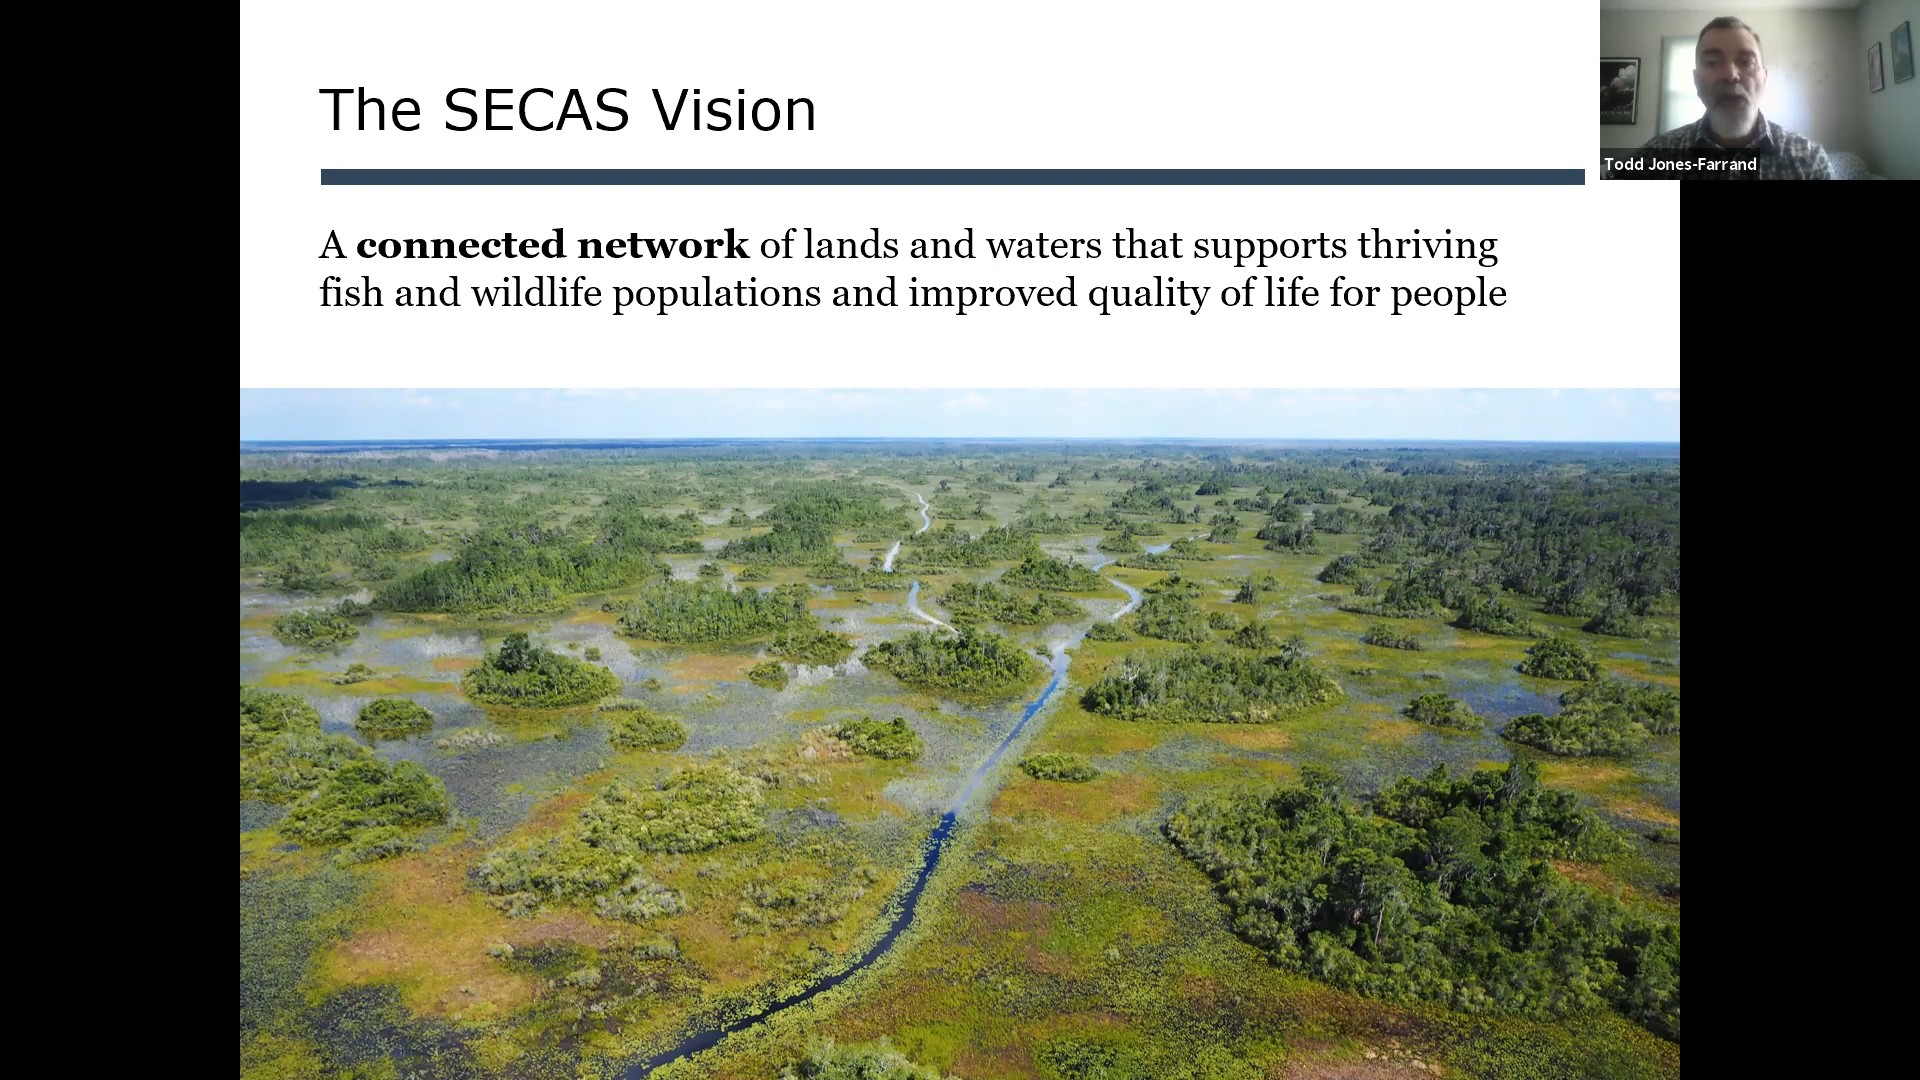 The SECAS Vision
A connected network of lands and waters that supports thriving
fish and wildlife populations and improved quality of life for people
Todd Jones-Farrand